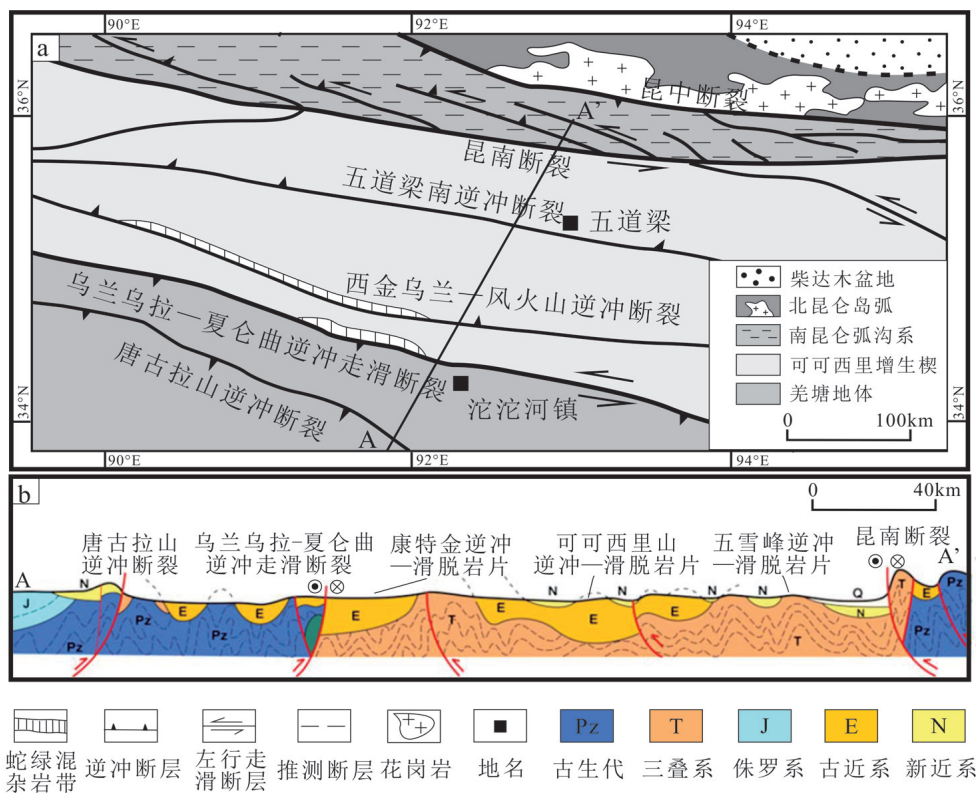 90°E
92°E
94°E
a
36°N
36°N
昆中断裂
A'
昆南断裂
五道梁南逆冲断裂
五道梁
西金乌兰—风火山逆冲断裂
乌兰乌拉—夏仑曲逆冲走滑断裂
唐古拉山逆冲断裂
沱沱河镇
34°N
34°N
A
柴达木盆地
北昆仑岛弧
南昆仑弧沟系
可可西里增生楔
羌塘地体
0 100km
90°E
92°E
94°E
b
0 40km
唐古拉山
逆冲断裂
乌兰乌拉–夏仑曲
逆冲走滑断裂
康特金逆冲
—滑脱岩片
可可西里山
逆冲—滑脱岩片
五雪峰逆冲
—滑脱岩片
昆南断裂
A
A'
N
J
Pz
Pz
E
E
Pz
E
T
E
N
E
N
E
N
N
T
Q
N
T
E
Pz
Pz
Pz
T
J
E
N
蛇绿混
杂岩带
逆冲断层
左行走
滑断层
推测断层
花岗岩
地名
古生代
三叠系
侏罗系
古近系
新近系